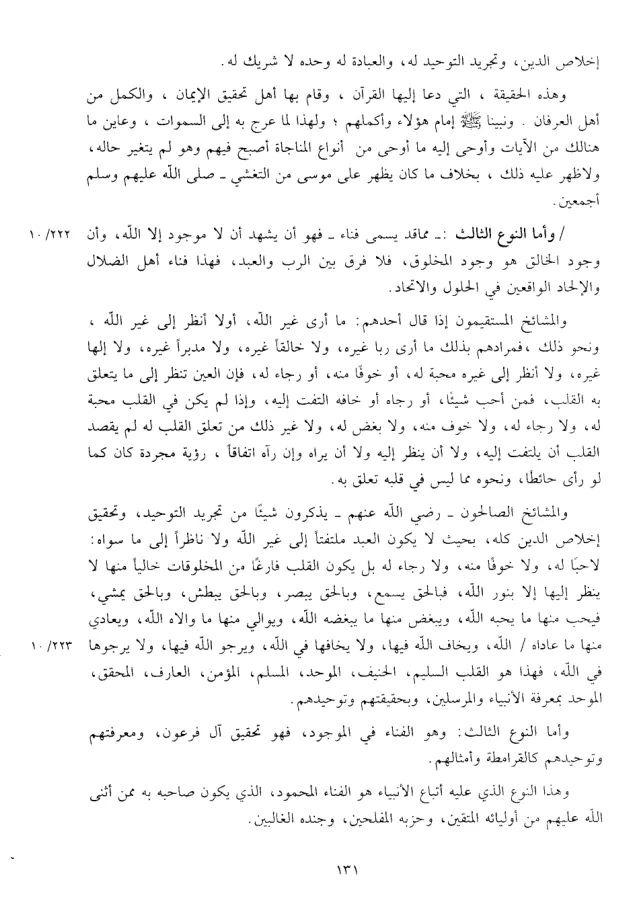 إخلاص الدين، وتجريد التوحيد له، والعبادة له وحده لا شريك له.
وهذه الحقيقة ، التي دعا إليها القرآن ، وقام بها أهل تحقيق الإيمان ، والكمل من
أهل العرفان . ونبينا ﷺ إمام هؤلاء وأكملهم ؛ ولهذا لما عرج به إلى السموات ، وعاين ما
هنالك من الآيات وأوحى إليه ما أوحى من أنواع المناجاة أصبح فيهم وهو لم يتغير حاله،
ولاظهر عليه ذلك ، بخلاف ما كان يظهر على موسى من التغشي ـ صلى الله عليهم وسلم
أجمعين.
/ وأما النوع الثالث :ـ مماقد يسمى فناء ـ فهو أن يشهد أن لا موجود إلا الله، وأن ١٠/٢٢٢
وجود الخالق هو وجود المخلوق، فلا فرق بين الرب والعبد، فهذا فناء أهل الضلال
والإلحاد الواقعين في الحلول والاتحاد.
والمشائخ المستقيمون إذا قال أحدهم: ما أرى غير الله، أولا أنظر إلى غير الله ،
ونحو ذلك ،فمرادهم بذلك ما أرى ربا غيره، ولا خالقاً غيره، ولا مدبراً غيره، ولا إلها
غيره، ولا أنظر إلى غيره محبة له، أو خوفًا منه، أو رجاء له، فإن العين تنظر إلى ما يتعلق
به القلب، فمن أحب شيئًا، أو رجاه أو خافه التفت إليه، وإذا لم يكن في القلب محبة
له، ولا رجاء له، ولا خوف منه، ولا بغض له، ولا غير ذلك من تعلق القلب له لم يقصد
القلب أن يلتفت إليه، ولا أن ينظر إليه ولا أن يراه وإن رآه اتفاقاً ، رؤية مجردة كان كما
لو رأى حائطا، ونحوه مما ليس في قلبه تعلق به.
والمشائخ الصالحون ـ رضي الله عنهم ـ يذكرون شيئًا من تجريد التوحيد، وتحقيق
إخلاص الدين كله، بحيث لا يكون العبد ملتفتاً إلى غير الله ولا ناظراً إلى ما سواه:
لاحبًا له، ولا خوفًا منه، ولا رجاء له بل يكون القلب فارغًا من المخلوقات خالياً منها لا
ينظر إليها إلا بنور الله، فبالحق يسمع، وبالحق يبصر، وبالحق يبطش، وبالحق يمشي،
فيحب منها ما يحبه الله، ويبغض منها ما يبغضه الله، ويوالي منها ما والاه الله، ويعادي
منها ما عاداه / الله، ويخاف الله فيها، ولا يخافها في الله، ويرجو الله فيها، ولا يرجوها ١٠/٢٢٣
في الله، فهذا هو القلب السليم، الحنيف، الموحد، المسلم، المؤمن، العارف، المحقق،
الموحد بمعرفة الأنبياء والمرسلين، وبحقيقتهم وتوحيدهم.
وأما النوع الثالث: وهو الفناء في الموجود، فهو تحقيق آل فرعون، ومعرفتهم
وتوحيدهم كالقرامطة وأمثالهم.
وهذا النوع الذي عليه أتباع الأنبياء هو الفناء المحمود، الذي يكون صاحبه به ممن أثنى
الله عليهم من أوليائه المتقين، وحزبه المفلحين، وجنده الغالبين.
١٣١